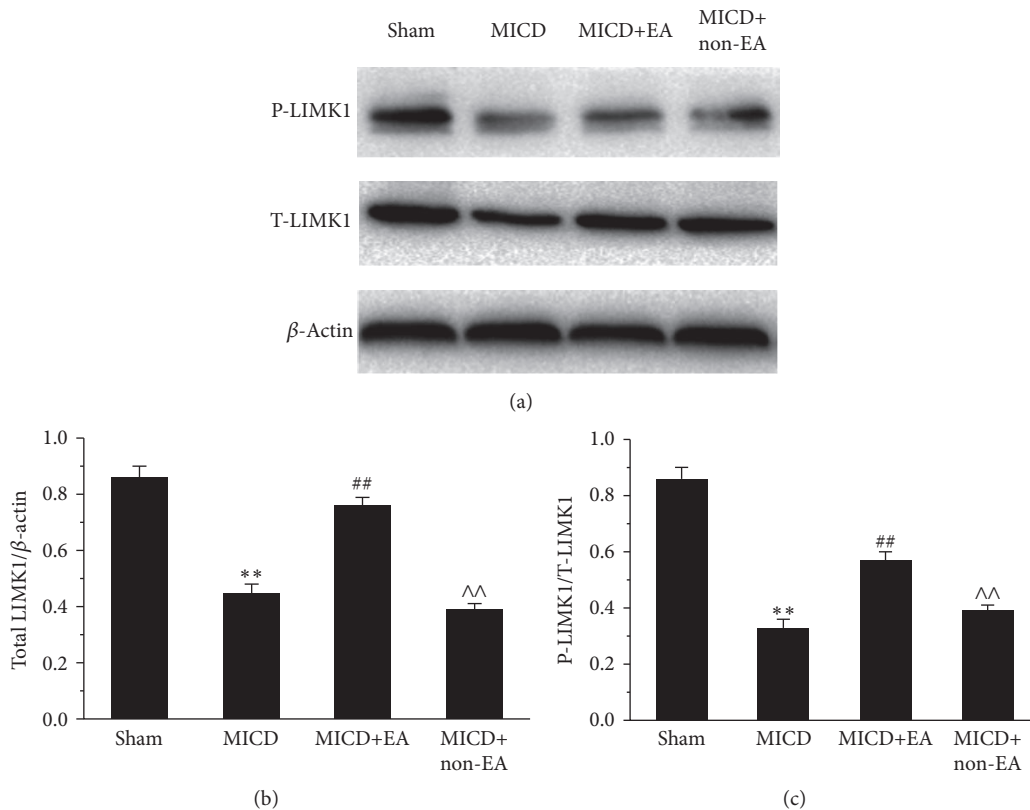 Sham MICD MICD+EA MICD+
non-EA
P-LIMK1
T-LIMK1
β-Actin
(a)
Total LIMK1/β-actin
1.0
0.8
0.6
0.4
0.2
0.0
**
##
^^
Sham MICD MICD+EA MICD+
non-EA
(b)
P-LIMK1/T-LIMK1
1.0
0.8
0.6
0.4
0.2
0.0
**
##
^^
Sham MICD MICD+EA MICD+
non-EA
(c)